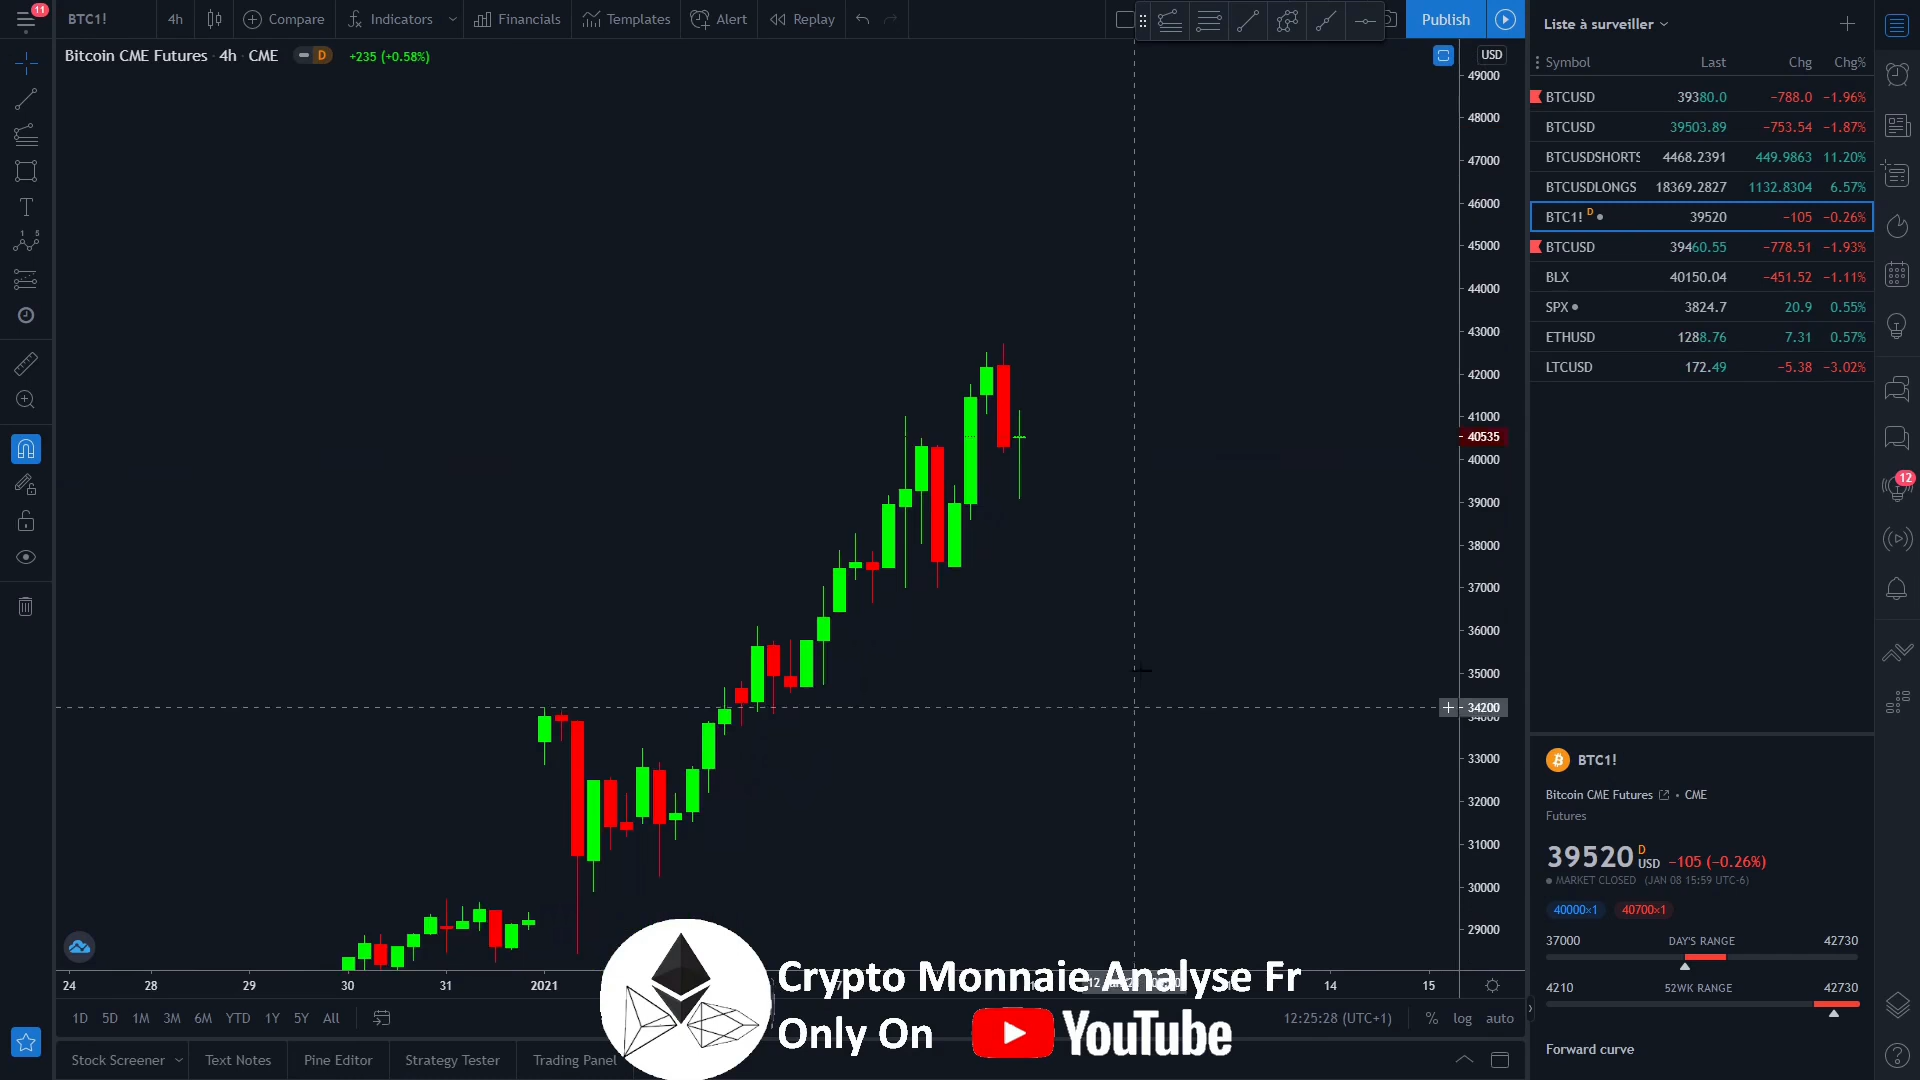 11
BTC1!
4h
Compare
Indicators
Financials
Templates
Alert
Replay
Publish
Bitcoin CME Futures · 4h · CME
D
+235 (+0.58%)
USD
49000
48000
47000
46000
45000
44000
43000
42000
41000
40535
40000
39000
38000
37000
36000
35000
34200
34000
33000
32000
31000
30000
29000
24
28
29
30
31
2021
14
15
1D 5D 1M 3M 6M YTD 1Y 5Y All
12:25:28 (UTC+1)
% log auto
Stock Screener
Text Notes
Pine Editor
Strategy Tester
Trading Panel
Crypto Monnaie Analyse Fr
Only On YouTube
Liste à surveiller
Symbol Last Chg Chg%
BTCUSD 39380.0 −788.0 −1.96%
BTCUSD 39503.89 −753.54 −1.87%
BTCUSDSHORTS 4468.2391 449.9863 11.20%
BTCUSDLONGS 18369.2827 1132.8304 6.57%
BTC1! D 39520 −105 −0.26%
BTCUSD 39460.55 −778.51 −1.93%
BLX 40150.04 −451.52 −1.11%
SPX 3824.7 20.9 0.55%
ETHUSD 1288.76 7.31 0.57%
LTCUSD 172.49 −5.38 −3.02%
12
BTC1!
Bitcoin CME Futures • CME
Futures
39520 D USD −105 (−0.26%)
MARKET CLOSED (JAN 08 15:59 UTC-6)
40000×1 40700×1
37000 DAY'S RANGE 42730
4210 52WK RANGE 42730
Forward curve